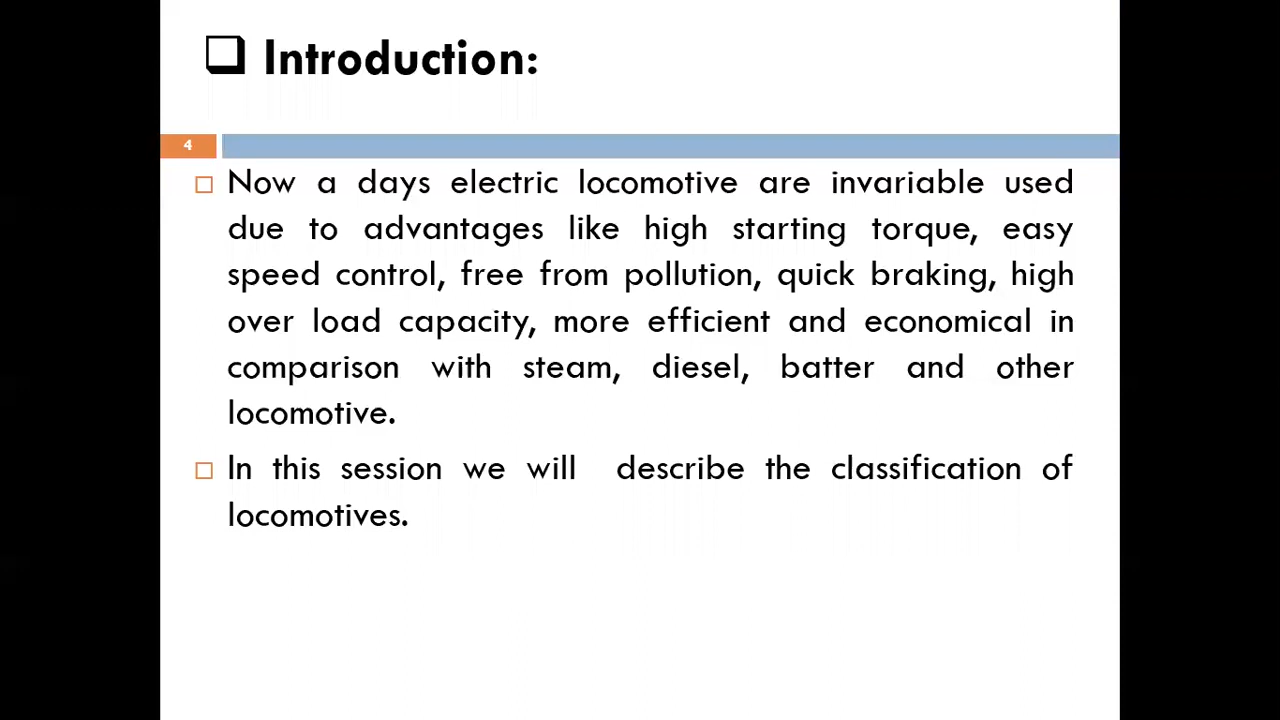 Introduction:
4
Now a days electric locomotive are invariable used
due to advantages like high starting torque, easy
speed control, free from pollution, quick braking, high
over load capacity, more efficient and economical in
comparison with steam, diesel, batter and other
locomotive.
In this session we will describe the classification of
locomotives.